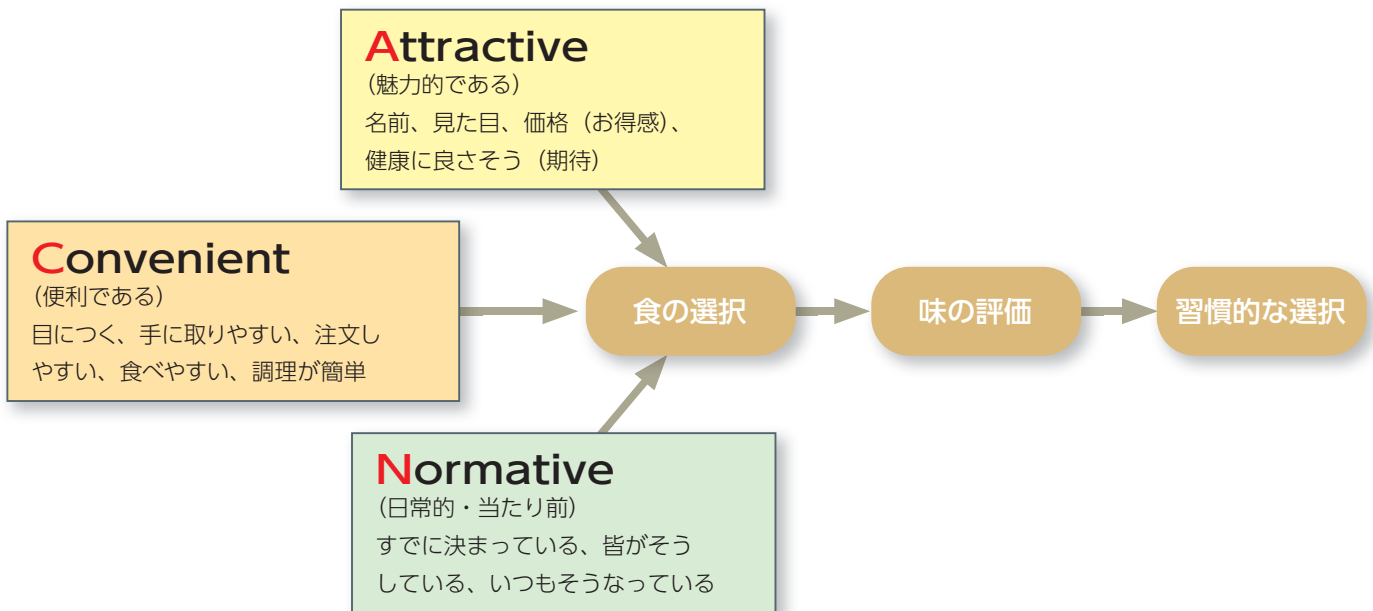 Attractive
(魅力的である)
名前、見た目、価格(お得感)、
健康に良さそう(期待)
Convenient
(便利である)
目につく、手に取りやすい、注文し
やすい、食べやすい、調理が簡単
Normative
(日常的・当たり前)
すでに決まっている、皆がそう
している、いつもそうなっている
食の選択
味の評価
習慣的な選択